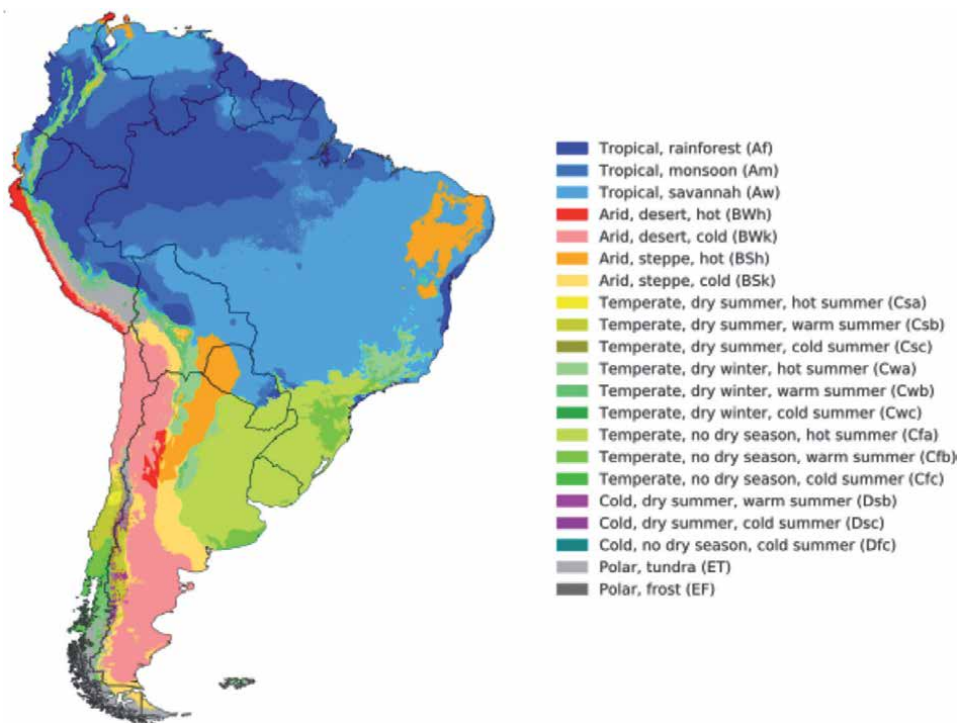 Tropical, rainforest (Af)
Tropical, monsoon (Am)
Tropical, savannah (Aw)
Arid, desert, hot (BWh)
Arid, desert, cold (BWk)
Arid, steppe, hot (BSh)
Arid, steppe, cold (BSk)
Temperate, dry summer, hot summer (Csa)
Temperate, dry summer, warm summer (Csb)
Temperate, dry summer, cold summer (Csc)
Temperate, dry winter, hot summer (Cwa)
Temperate, dry winter, warm summer (Cwb)
Temperate, dry winter, cold summer (Cwc)
Temperate, no dry season, hot summer (Cfa)
Temperate, no dry season, warm summer (Cfb)
Temperate, no dry season, cold summer (Cfc)
Cold, dry summer, warm summer (Dsb)
Cold, dry summer, cold summer (Dsc)
Cold, no dry season, cold summer (Dfc)
Polar, tundra (ET)
Polar, frost (EF)